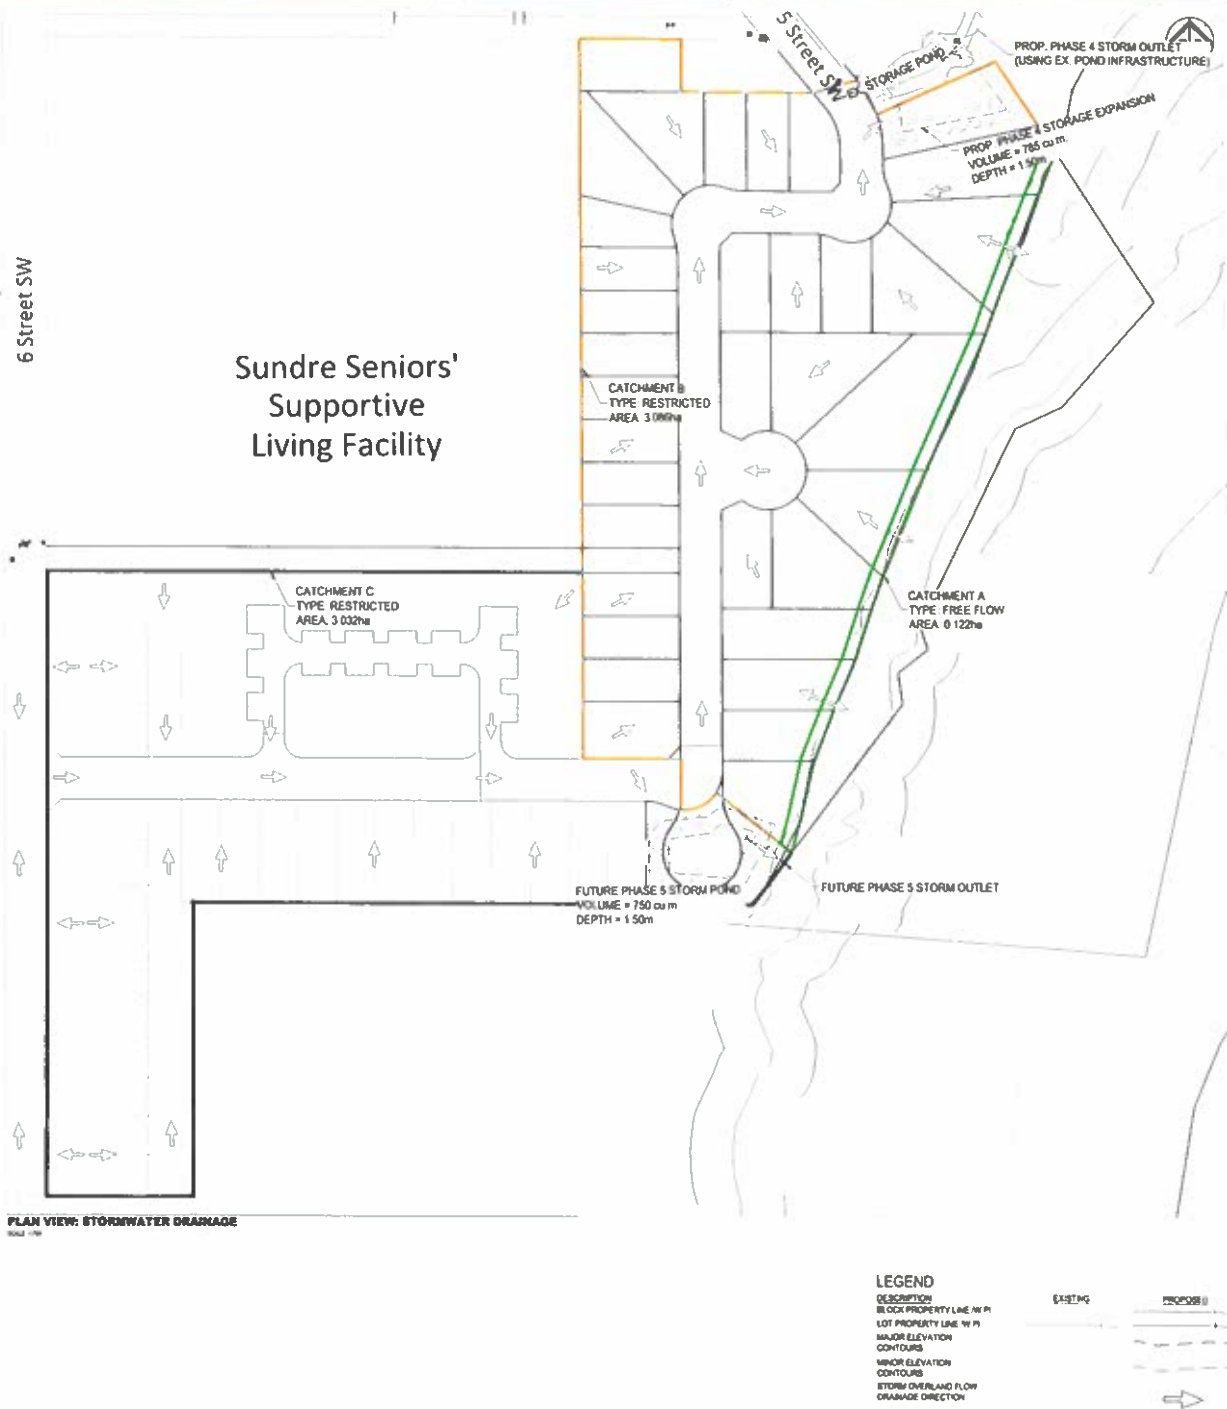 5 Street S
STORAGE POND
PROP. PHASE 4 STORM OUTLET
(USING EX. POND INFRASTRUCTURE)
PROP. PHASE 4 STORAGE EXPANSION
VOLUME = 785 cu m.
DEPTH = 1.50m
6 Street SW
Sundre Seniors'
Supportive
Living Facility
CATCHMENT B
TYPE: RESTRICTED
AREA: 3.086ha
CATCHMENT C
TYPE RESTRICTED
AREA. 3 032ha
CATCHMENT A
TYPE: FREE FLOW
AREA 0 122ha
FUTURE PHASE 5 STORM POND
VOLUME = 750 cu m
DEPTH = 1 50m
FUTURE PHASE 5 STORM OUTLET
PLAN VIEW: STORMWATER DRAINAGE
LEGEND
DESCRIPTION EXISTING PROPOSED
BLOCK PROPERTY LINE W PI
LOT PROPERTY LINE W PI
MAJOR ELEVATION
CONTOURS
MINOR ELEVATION
CONTOURS
STORM OVERLAND FLOW
DRAINAGE DIRECTION